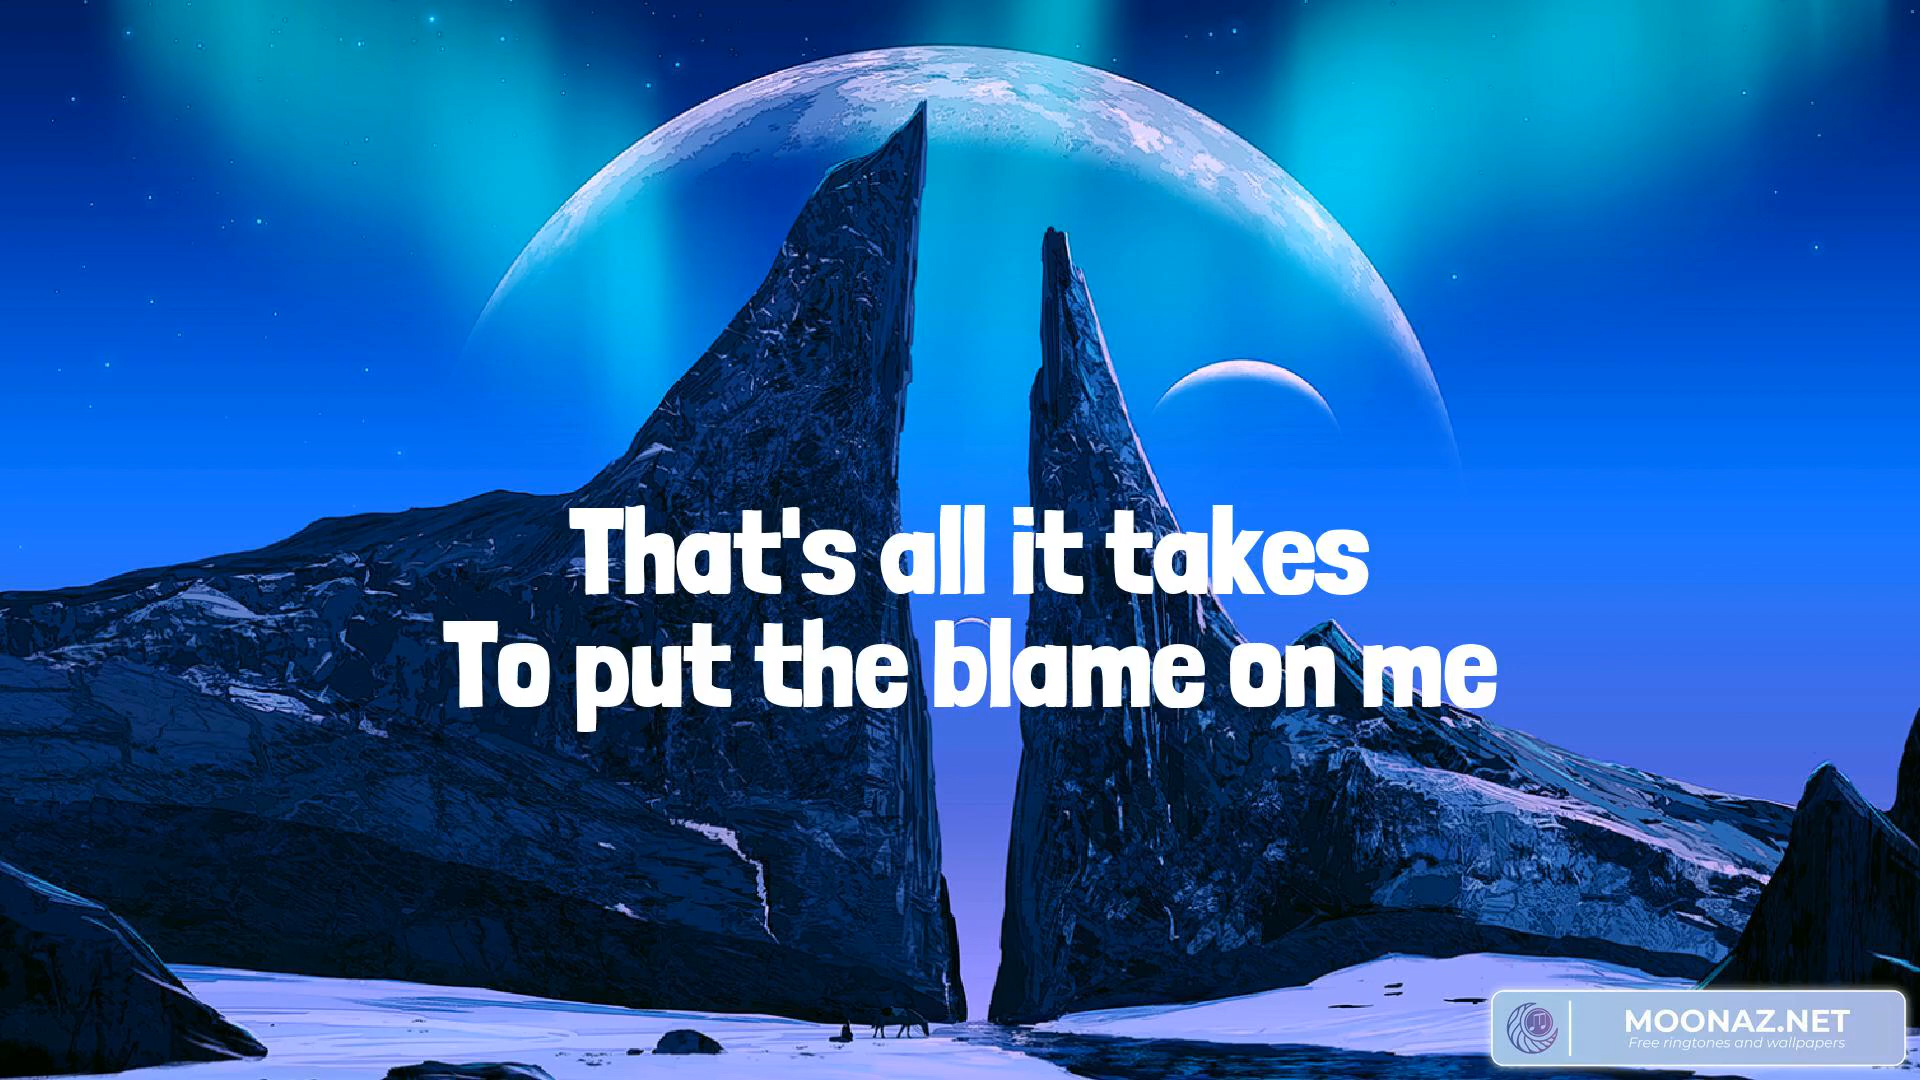 That's all it takes
To put the blame on me
MOONAZ.NET
Free ringtones and wallpapers